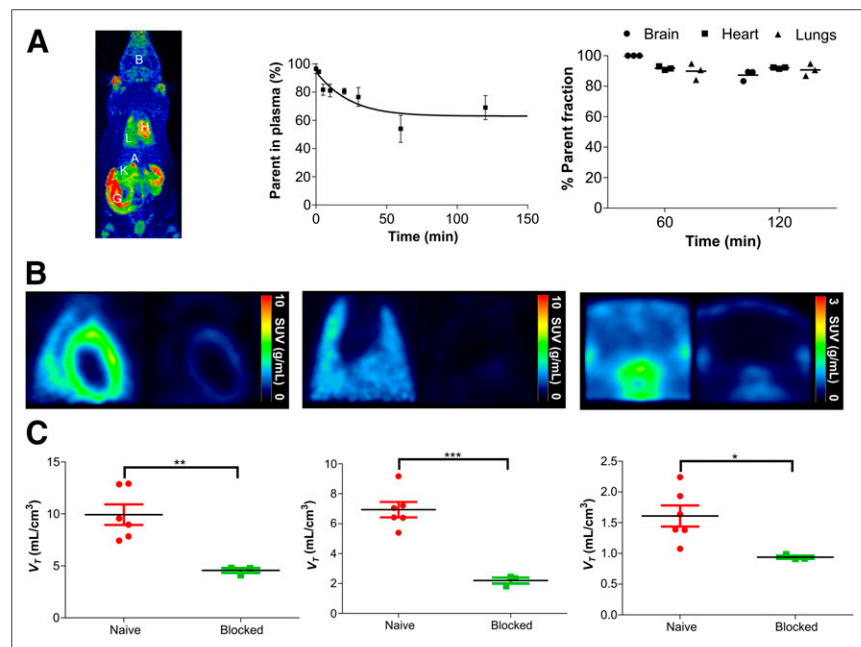 A
B
L
H
A
K
G
Parent in plasma (%)
100
80
60
40
20
0
0 50 100 150
Time (min)
Brain Heart Lungs
% Parent fraction
100
80
60
40
20
0
60 120
Time (min)
B
10
SUV (g/mL)
0
10
SUV (g/mL)
0
3
SUV (g/mL)
0
C
VT (mL/cm3)
15
10
5
0
**
Naive Blocked
VT (mL/cm3)
10
8
6
4
2
0
***
Naive Blocked
VT (mL/cm3)
2.5
2.0
1.5
1.0
0.5
0.0
*
Naive Blocked